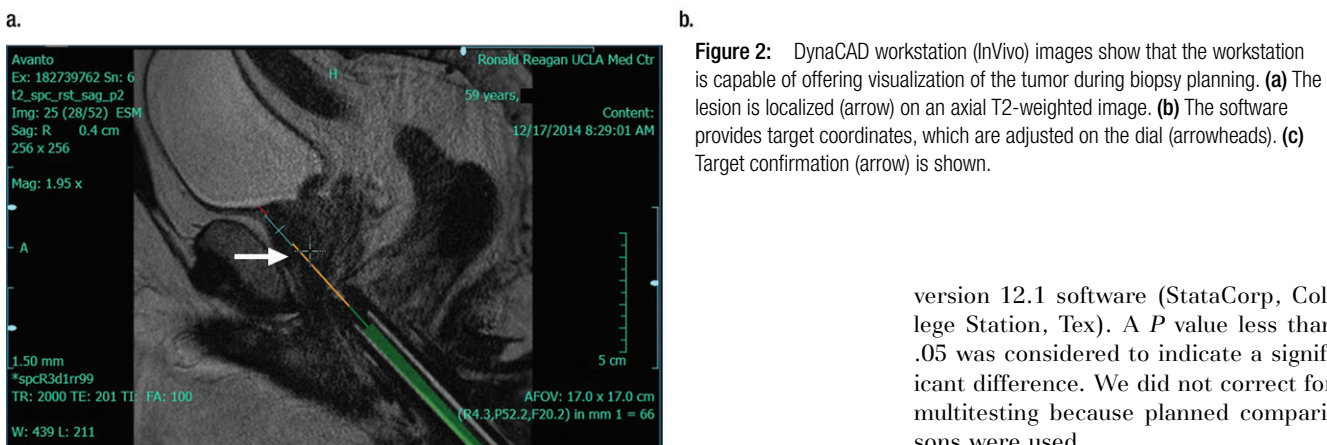 a.
b.
Avanto
Ex: 182739762 Sn: 6
t2_spc_rst_sag_p2
Img: 25 (28/52) ESM
Sag: R 0.4 cm
256 x 256
Mag: 1.95 x
A
H
Ronald Reagan UCLA Med Ctr
59 years,
Content:
12/17/2014 8:29:01 AM
5 cm
1.50 mm
*spcR3d1rr99
TR: 2000 TE: 201 TI: FA: 100
W: 439 L: 211
AFOV: 17.0 x 17.0 cm
(R4.3,P52.2,F20.2) in mm 1 = 66
Figure 2: DynaCAD workstation (InVivo) images show that the workstation
is capable of offering visualization of the tumor during biopsy planning. (a) The
lesion is localized (arrow) on an axial T2-weighted image. (b) The software
provides target coordinates, which are adjusted on the dial (arrowheads). (c)
Target confirmation (arrow) is shown.
version 12.1 software (StataCorp, Col-
lege Station, Tex). A P value less than
.05 was considered to indicate a signif-
icant difference. We did not correct for
multitesting because planned compari-
sons were used.